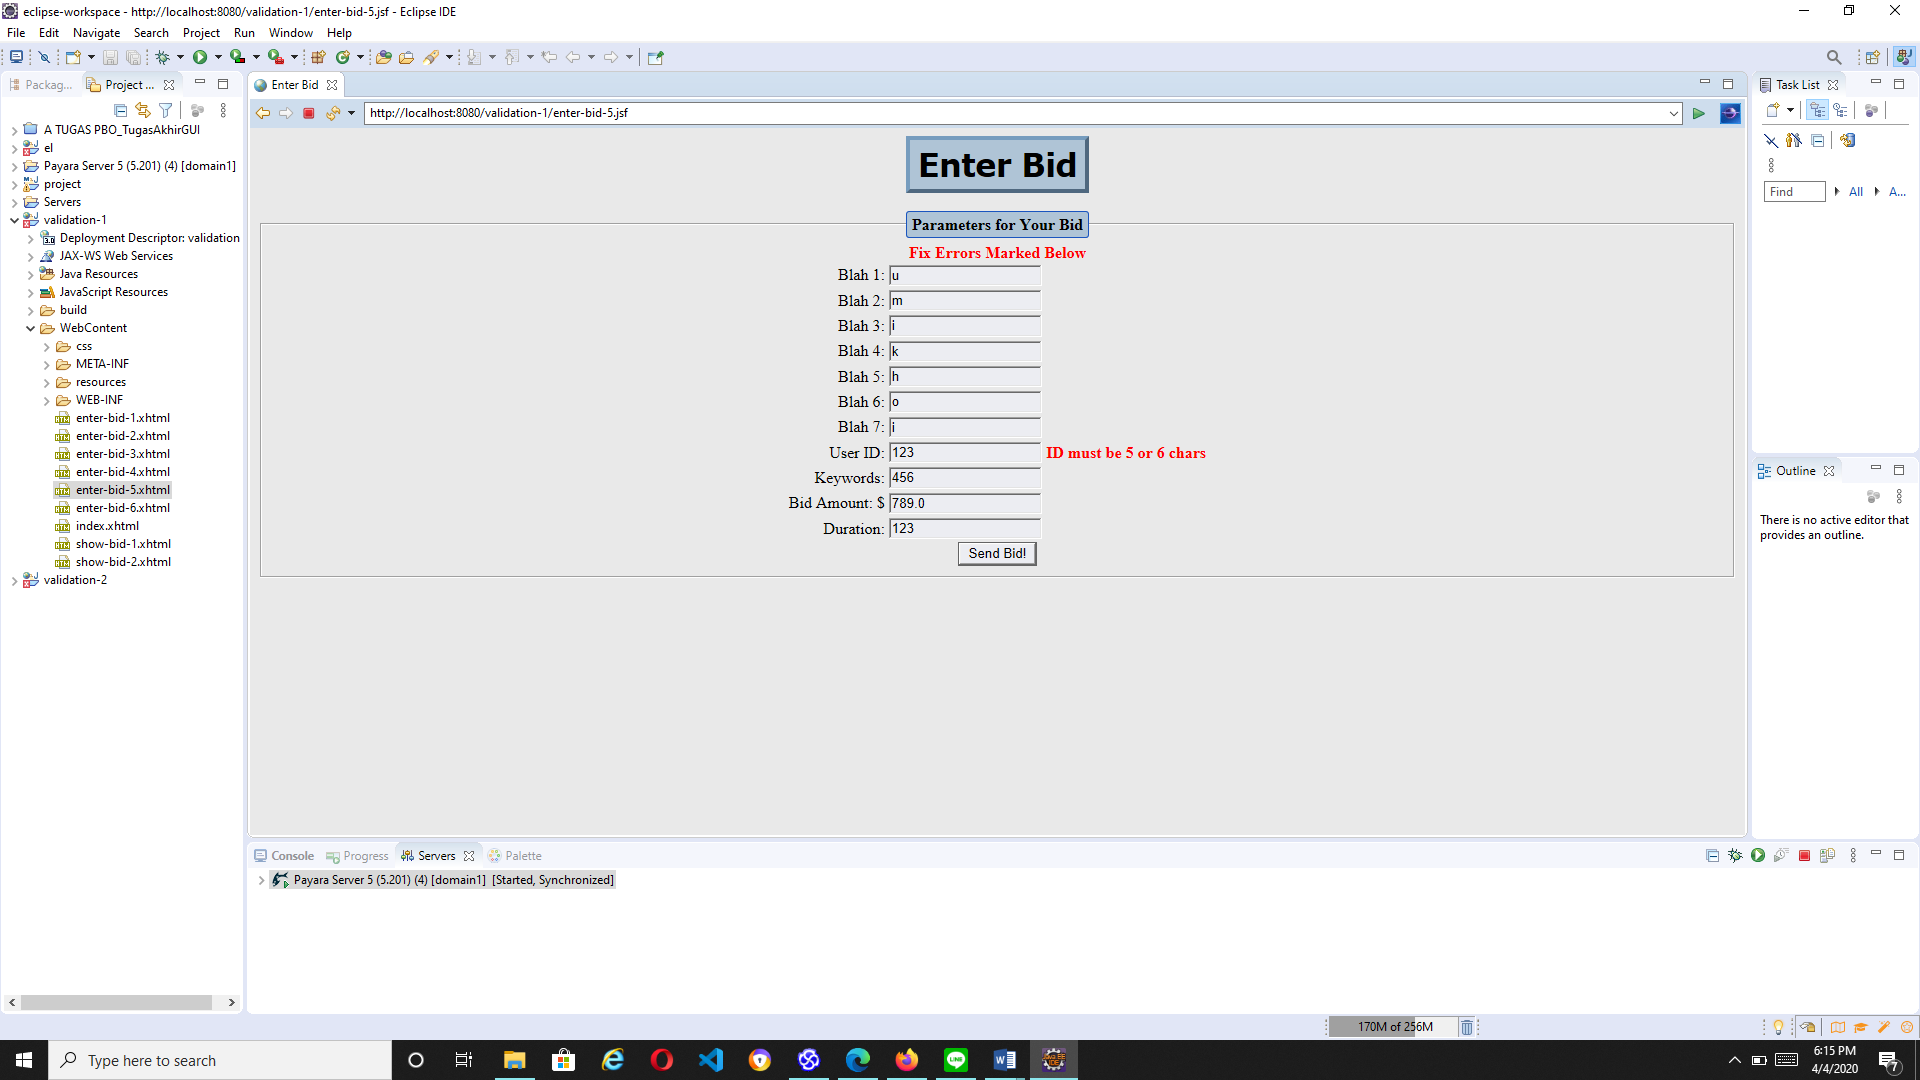 eclipse-workspace - http://localhost:8080/validation-1/enter-bid-5.jsf - Eclipse IDE
File Edit Navigate Search Project Run Window Help
Packag... Project ...
A TUGAS PBO_TugasAkhirGUI
el
Payara Server 5 (5.201) (4) [domain1]
project
Servers
validation-1
Deployment Descriptor: validation
JAX-WS Web Services
Java Resources
JavaScript Resources
build
WebContent
css
META-INF
resources
WEB-INF
enter-bid-1.xhtml
enter-bid-2.xhtml
enter-bid-3.xhtml
enter-bid-4.xhtml
enter-bid-5.xhtml
enter-bid-6.xhtml
index.xhtml
show-bid-1.xhtml
show-bid-2.xhtml
validation-2
Enter Bid
http://localhost:8080/validation-1/enter-bid-5.jsf
Enter Bid
Parameters for Your Bid
Fix Errors Marked Below
Blah 1: u
Blah 2: m
Blah 3: i
Blah 4: k
Blah 5: h
Blah 6: o
Blah 7: i
User ID: 123 ID must be 5 or 6 chars
Keywords: 456
Bid Amount: $ 789.0
Duration: 123
Send Bid!
Task List
Find All A...
Outline
There is no active editor that
provides an outline.
Console Progress Servers Palette
Payara Server 5 (5.201) (4) [domain1] [Started, Synchronized]
170M of 256M
Type here to search
6:15 PM
4/4/2020
7